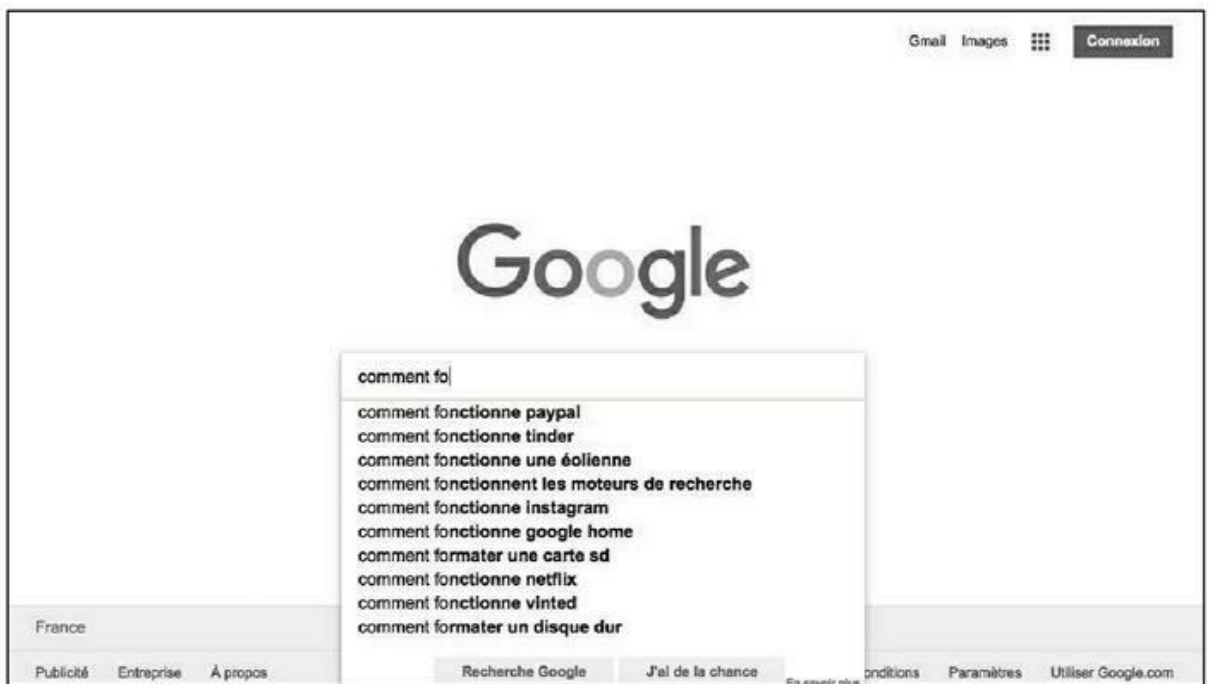 Gmail Images Connexion
Google
comment fo
comment fonctionne paypal
comment fonctionne tinder
comment fonctionne une éolienne
comment fonctionnent les moteurs de recherche
comment fonctionne instagram
comment fonctionne google home
comment formater une carte sd
comment fonctionne netflix
comment fonctionne vinted
comment formater un disque dur
France
Recherche Google J'ai de la chance
En savoir plus
Publicité Entreprise À propos onditions Paramètres Utiliser Google.com